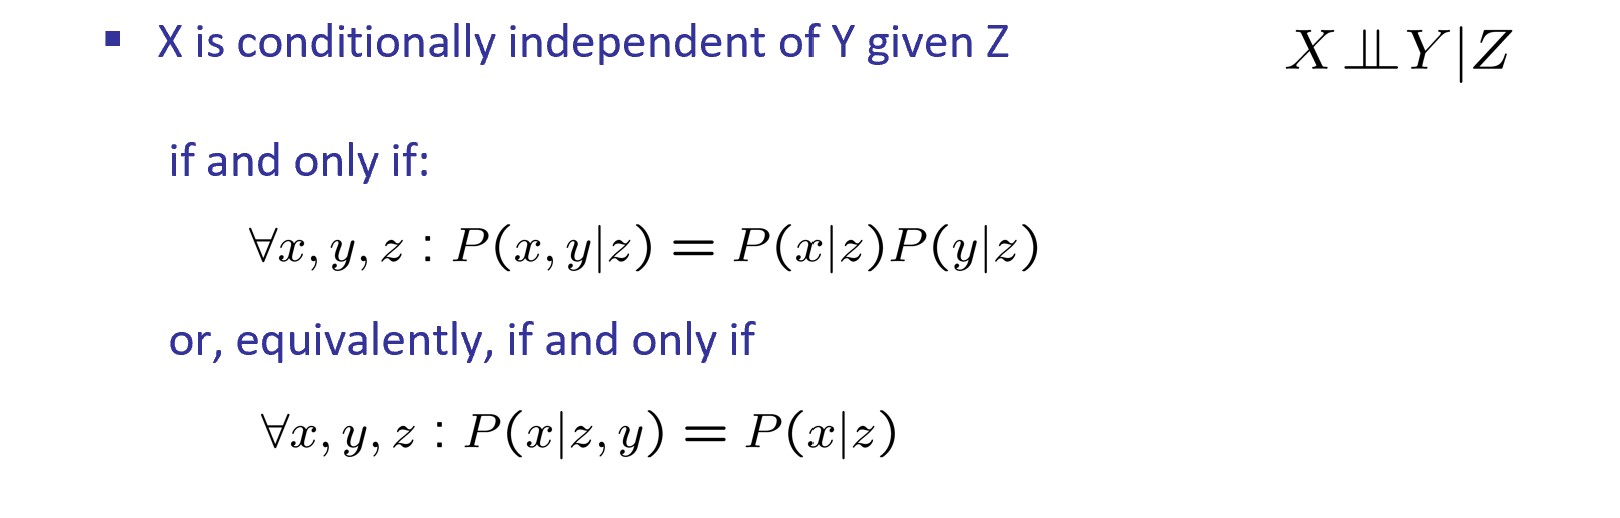 ▪ X is conditionally independent of Y given Z X ⫫ Y|Z
if and only if:
∀x, y, z : P(x, y|z) = P(x|z)P(y|z)
or, equivalently, if and only if
∀x, y, z : P(x|z, y) = P(x|z)